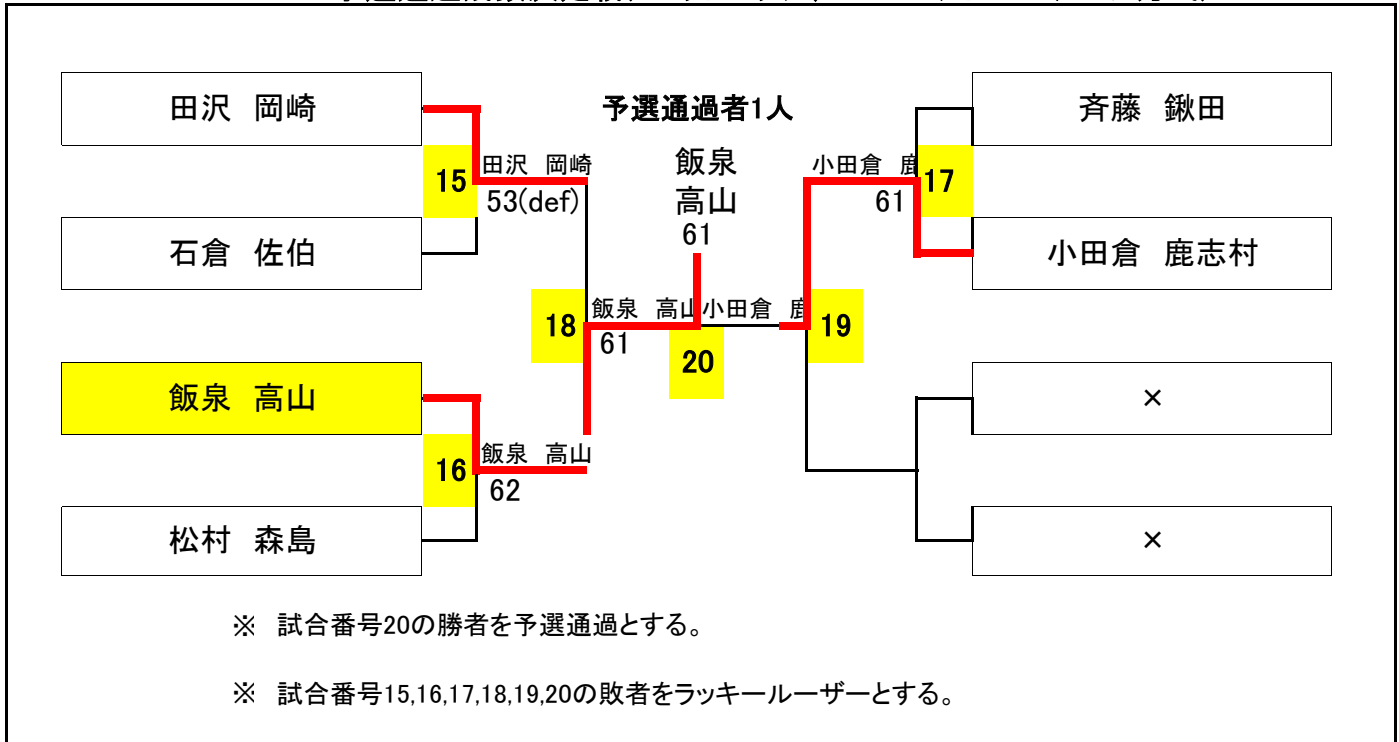 田沢 岡崎
斉藤 鍬田
予選通過者1人
飯泉
高山
61
15
田沢 岡崎
53(def)
小田倉 鹿
61
17
石倉 佐伯
小田倉 鹿志村
18
飯泉 高山
61
20
小田倉 鹿
19
飯泉 高山
×
16
飯泉 高山
62
松村 森島
×
※ 試合番号20の勝者を予選通過とする。
※ 試合番号15,16,17,18,19,20の敗者をラッキールーザーとする。